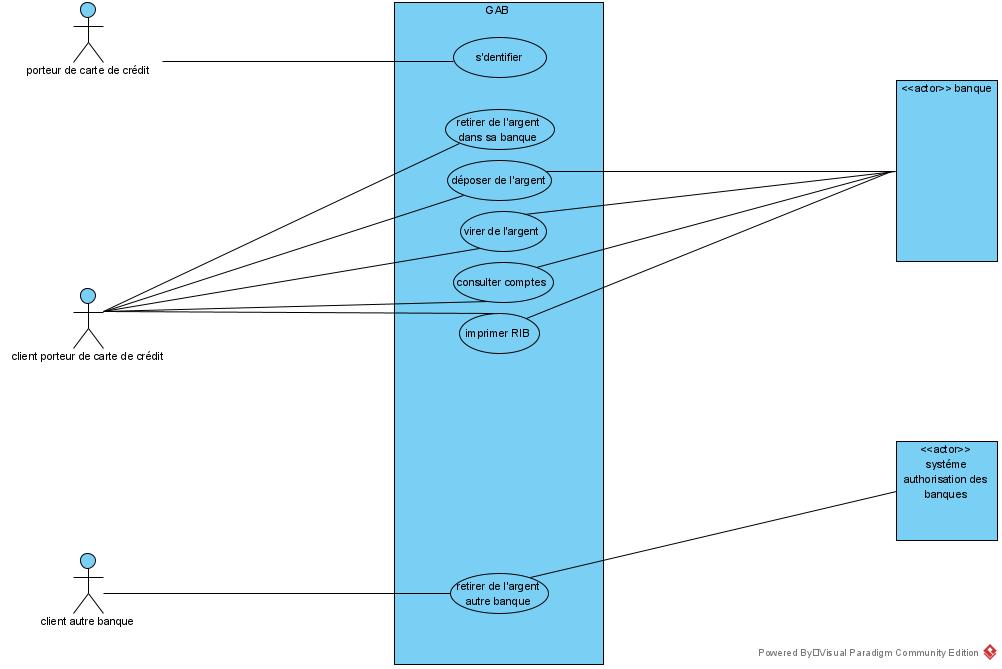 GAB
porteur de carte de crédit
s'dentifier
<<actor>> banque
retirer de l'argent
dans sa banque
déposer de l'argent
virer de l'argent
consulter comptes
imprimer RIB
client porteur de carte de crédit
<<actor>>
systéme
authorisation des
banques
retirer de l'argent
autre banque
client autre banque
Powered By Visual Paradigm Community Edition